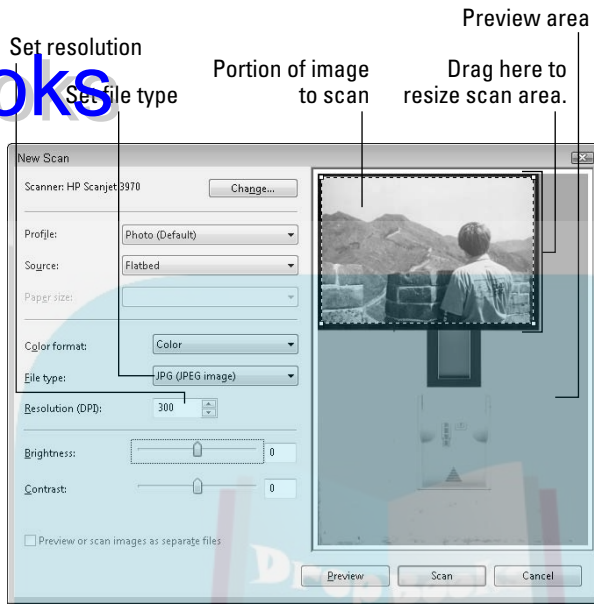 Preview area
Set resolution
oks
Portion of image
to scan
Drag here to
resize scan area.
Set file type
New Scan
Scanner: HP Scanjet 3970
Change...
Profile:
Photo (Default)
Source:
Flatbed
Paper size:
Color format:
Color
File type:
JPG (JPEG image)
Resolution (DPI):
300
Brightness:
0
Contrast:
0
Preview or scan images as separate files
Preview
Scan
Cancel